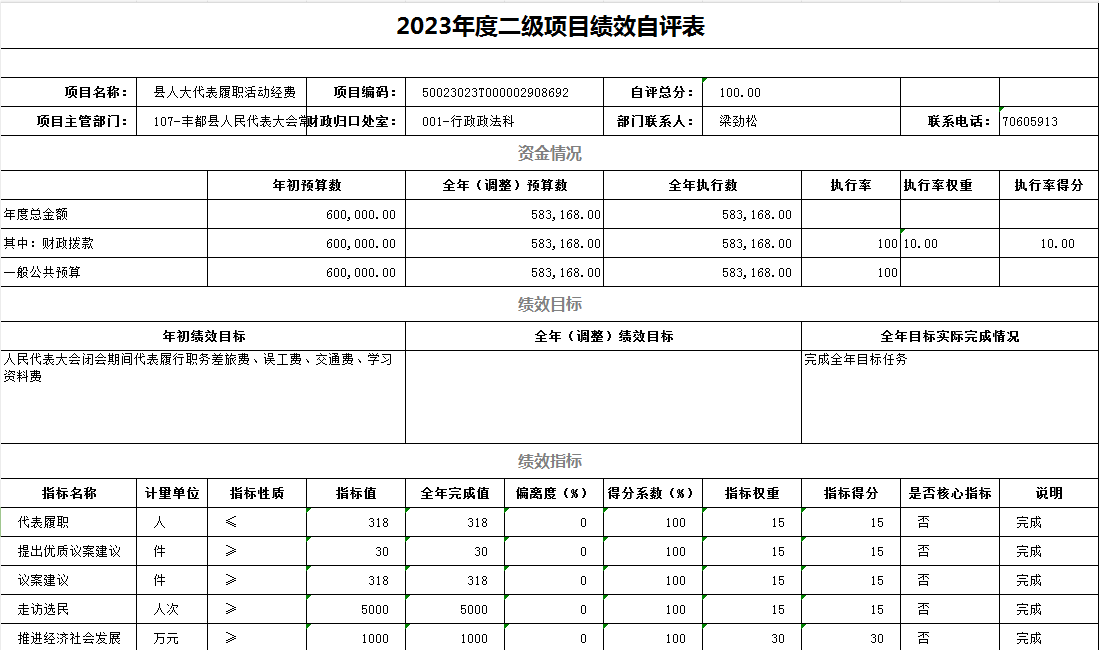 2023年度二级项目绩效自评表
项目名称： 县人大代表履职活动经费 项目编码： 50023023T000002908692 自评总分： 100.00
项目主管部门： 107-丰都县人民代表大会常 财政归口处室： 001-行政政法科 部门联系人： 梁劲松 联系电话： 70605913
资金情况
年初预算数 全年（调整）预算数 全年执行数 执行率 执行率权重 执行率得分
年度总金额 600,000.00 583,168.00 583,168.00
其中：财政拨款 600,000.00 583,168.00 583,168.00 100 10.00 10.00
一般公共预算 600,000.00 583,168.00 583,168.00 100
绩效目标
年初绩效目标 全年（调整）绩效目标 全年目标实际完成情况
人民代表大会闭会期间代表履行职务差旅费、误工费、交通费、学习 完成全年目标任务
资料费
绩效指标
指标名称 计量单位 指标性质 指标值 全年完成值 偏离度（%） 得分系数（%） 指标权重 指标得分 是否核心指标 说明
代表履职 人 ≤ 318 318 0 100 15 15 否 完成
提出优质议案建议 件 ≥ 30 30 0 100 15 15 否 完成
议案建议 件 ≥ 318 318 0 100 15 15 否 完成
走访选民 人次 ≥ 5000 5000 0 100 15 15 否 完成
推进经济社会发展 万元 ≥ 1000 1000 0 100 30 30 否 完成